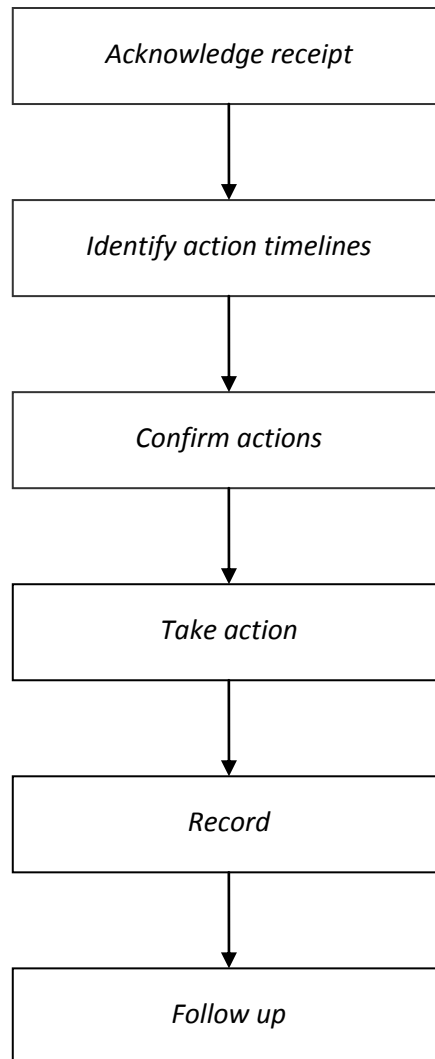 Acknowledge receipt
Identify action timelines
Confirm actions
Take action
Record
Follow up